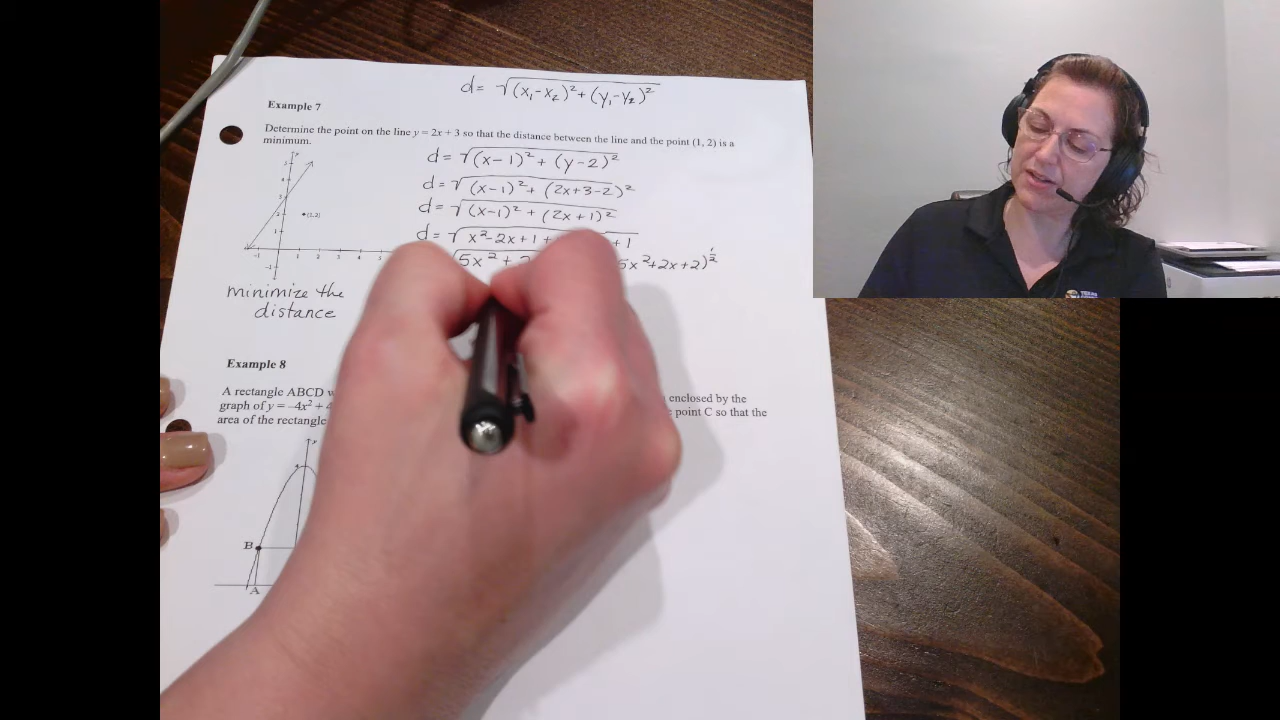 d = √(x₁-x₂)² + (y₁-y₂)²
Example 7
Determine the point on the line y = 2x + 3 so that the distance between the line and the point (1, 2) is a
minimum.
d = √(x-1)² + (y-2)²
d = √(x-1)² + (2x+3-2)²
d = √(x-1)² + (2x+1)²
d = √x²-2x+1+ +1
√5x²+ 5x²+2x+2)^½
y
(1,2)
minimize the
distance
Example 8
A rectangle ABCD enclosed by the
graph of y = -4x² + point C so that the
area of the rectangle
y
B
A
TEXAS